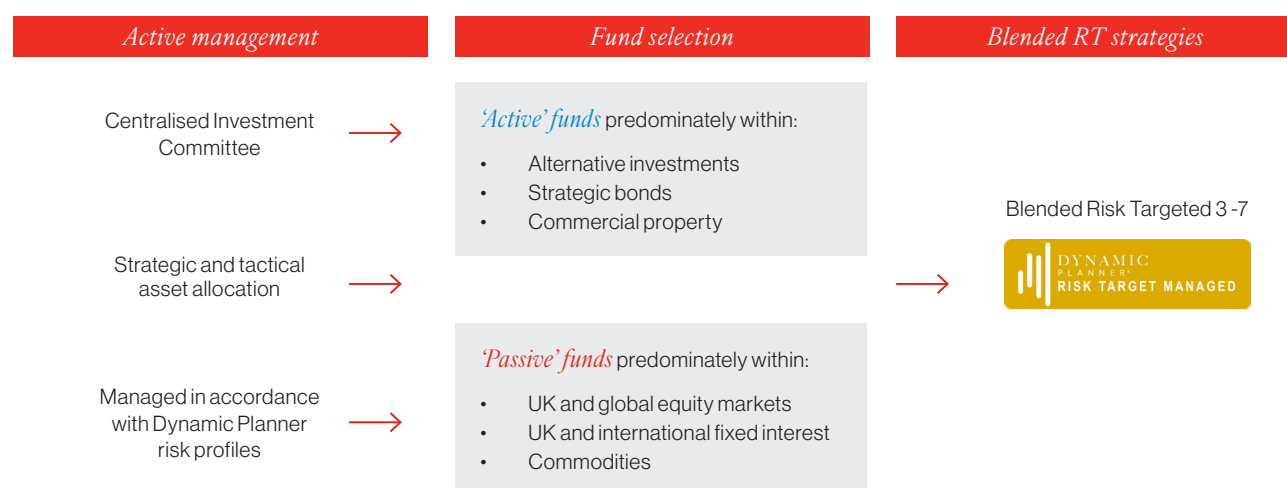 Active management
Fund selection
Blended RT strategies
Centralised Investment
Committee
Strategic and tactical
asset allocation
Managed in accordance
with Dynamic Planner
risk profiles
‘Active’ funds predominately within:
• Alternative investments
• Strategic bonds
• Commercial property
‘Passive’ funds predominately within:
• UK and global equity markets
• UK and international fixed interest
• Commodities
Blended Risk Targeted 3 -7
DYNAMIC
PLANNER®
RISK TARGET MANAGED